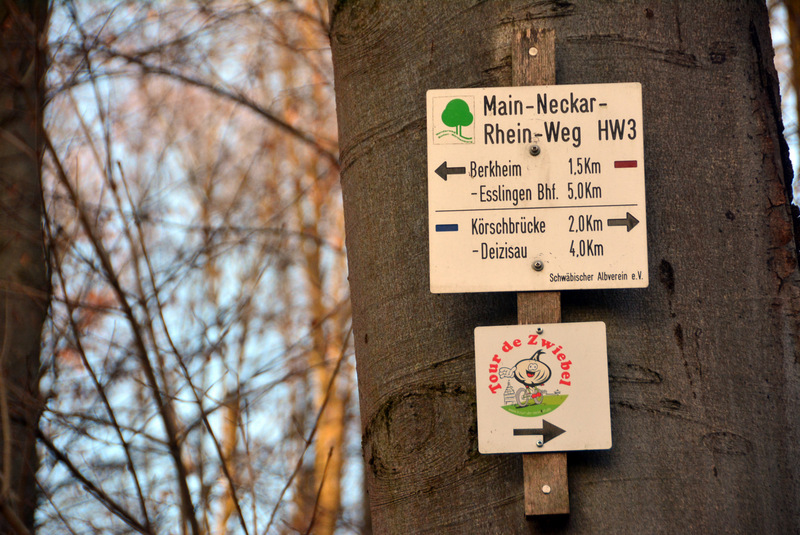 Main-Neckar-
Rhein-Weg HW3
Berkheim 1,5Km
-Esslingen Bhf. 5,0Km
Körschbrücke 2,0Km
-Deizisau 4,0Km
Schwäbischer Albverein e.V.
Tour de Zwiebel